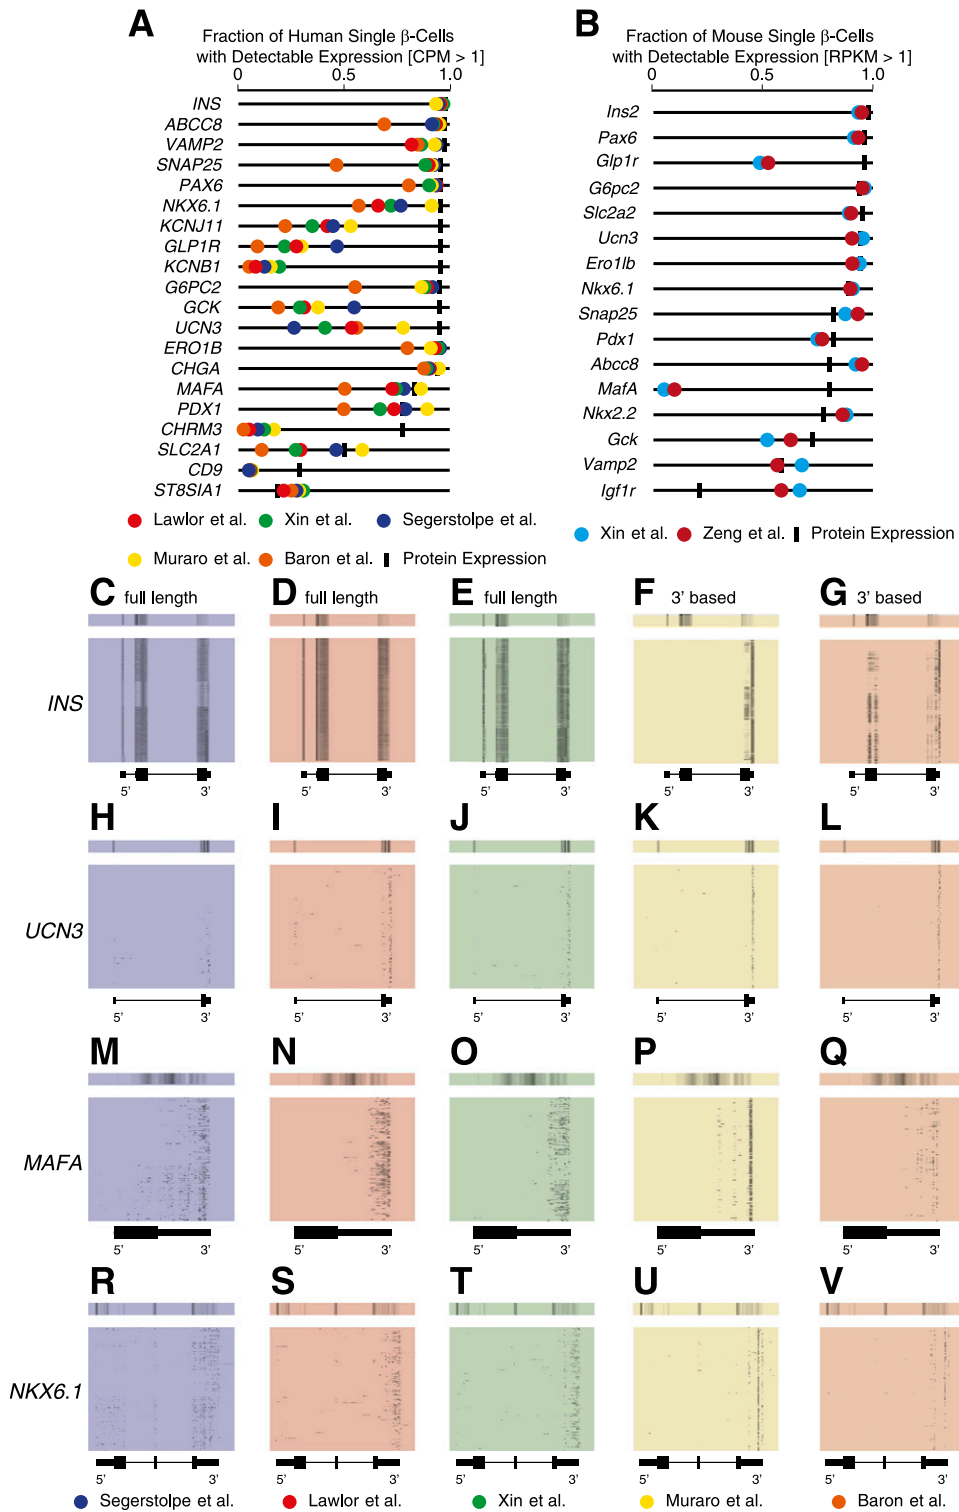 A
Fraction of Human Single β-Cells
with Detectable Expression [CPM > 1]
0 0.5 1.0
INS
ABCC8
VAMP2
SNAP25
PAX6
NKX6.1
KCNJ11
GLP1R
KCNB1
G6PC2
GCK
UCN3
ERO1B
CHGA
MAFA
PDX1
CHRM3
SLC2A1
CD9
ST8SIA1
Lawlor et al. Xin et al. Segerstolpe et al.
Muraro et al. Baron et al. Protein Expression
B
Fraction of Mouse Single β-Cells
with Detectable Expression [RPKM > 1]
0 0.5 1.0
Ins2
Pax6
Glp1r
G6pc2
Slc2a2
Ucn3
Ero1lb
Nkx6.1
Snap25
Pdx1
Abcc8
MafA
Nkx2.2
Gck
Vamp2
Igf1r
Xin et al. Zeng et al. Protein Expression
C full length D full length E full length F 3' based G 3' based
INS
5' 3' 5' 3' 5' 3' 5' 3' 5' 3'
H I J K L
UCN3
5' 3' 5' 3' 5' 3' 5' 3' 5' 3'
M N O P Q
MAFA
5' 3' 5' 3' 5' 3' 5' 3' 5' 3'
R S T U V
NKX6.1
5' 3' 5' 3' 5' 3' 5' 3' 5' 3'
Segerstolpe et al. Lawlor et al. Xin et al. Muraro et al. Baron et al.